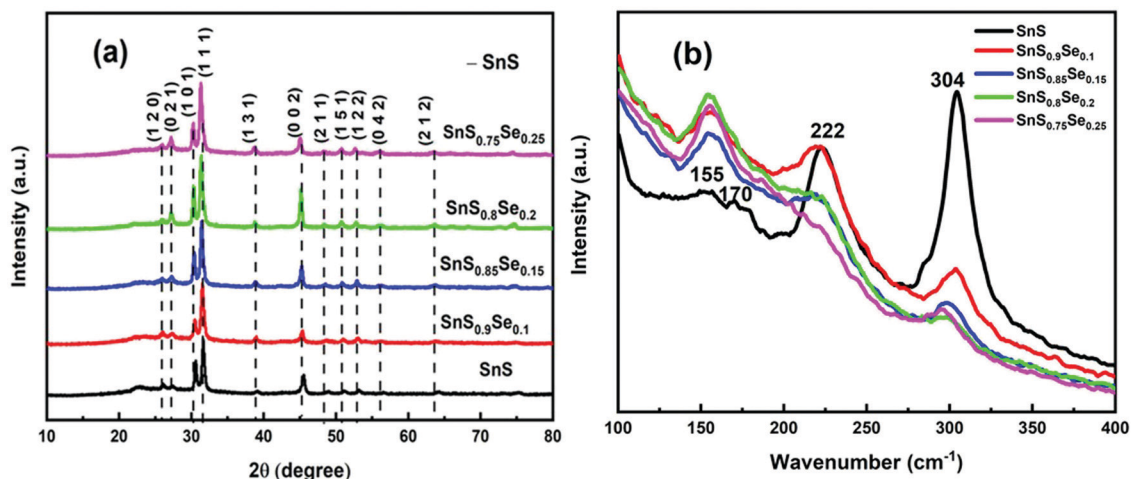 (a)
– SnS
(1 2 0)
(0 2 1)
(1 0 1)
(1 1 1)
(1 3 1)
(0 0 2)
(2 1 1)
(1 5 1)
(1 2 2)
(0 4 2)
(2 1 2)
SnS0.75Se0.25
SnS0.8Se0.2
SnS0.85Se0.15
SnS0.9Se0.1
SnS
Intensity (a.u.)
10 20 30 40 50 60 70 80
2θ (degree)
(b)
SnS
SnS0.9Se0.1
SnS0.85Se0.15
SnS0.8Se0.2
SnS0.75Se0.25
304
222
155
170
Intensity (a.u.)
100 150 200 250 300 350 400
Wavenumber (cm-1)